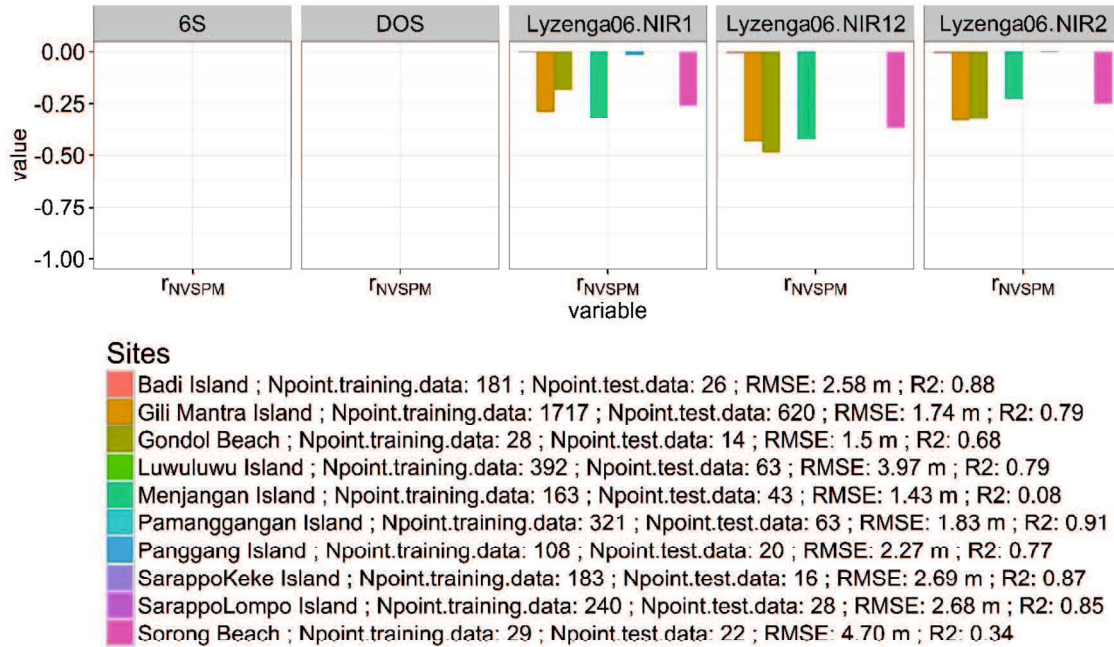 6S DOS Lyzenga06.NIR1 Lyzenga06.NIR12 Lyzenga06.NIR2
0.00
-0.25
-0.50
-0.75
-1.00
value
rNVSPM rNVSPM rNVSPM rNVSPM rNVSPM
variable
Sites
Badi Island ; Npoint.training.data: 181 ; Npoint.test.data: 26 ; RMSE: 2.58 m ; R2: 0.88
Gili Mantra Island ; Npoint.training.data: 1717 ; Npoint.test.data: 620 ; RMSE: 1.74 m ; R2: 0.79
Gondol Beach ; Npoint.training.data: 28 ; Npoint.test.data: 14 ; RMSE: 1.5 m ; R2: 0.68
Luwuluwu Island ; Npoint.training.data: 392 ; Npoint.test.data: 63 ; RMSE: 3.97 m ; R2: 0.79
Menjangan Island ; Npoint.training.data: 163 ; Npoint.test.data: 43 ; RMSE: 1.43 m ; R2: 0.08
Pamanggangan Island ; Npoint.training.data: 321 ; Npoint.test.data: 63 ; RMSE: 1.83 m ; R2: 0.91
Panggang Island ; Npoint.training.data: 108 ; Npoint.test.data: 20 ; RMSE: 2.27 m ; R2: 0.77
SarappoKeke Island ; Npoint.training.data: 183 ; Npoint.test.data: 16 ; RMSE: 2.69 m ; R2: 0.87
SarappoLompo Island ; Npoint.training.data: 240 ; Npoint.test.data: 28 ; RMSE: 2.68 m ; R2: 0.85
Sorong Beach ; Npoint.training.data: 29 ; Npoint.test.data: 22 ; RMSE: 4.70 m ; R2: 0.34